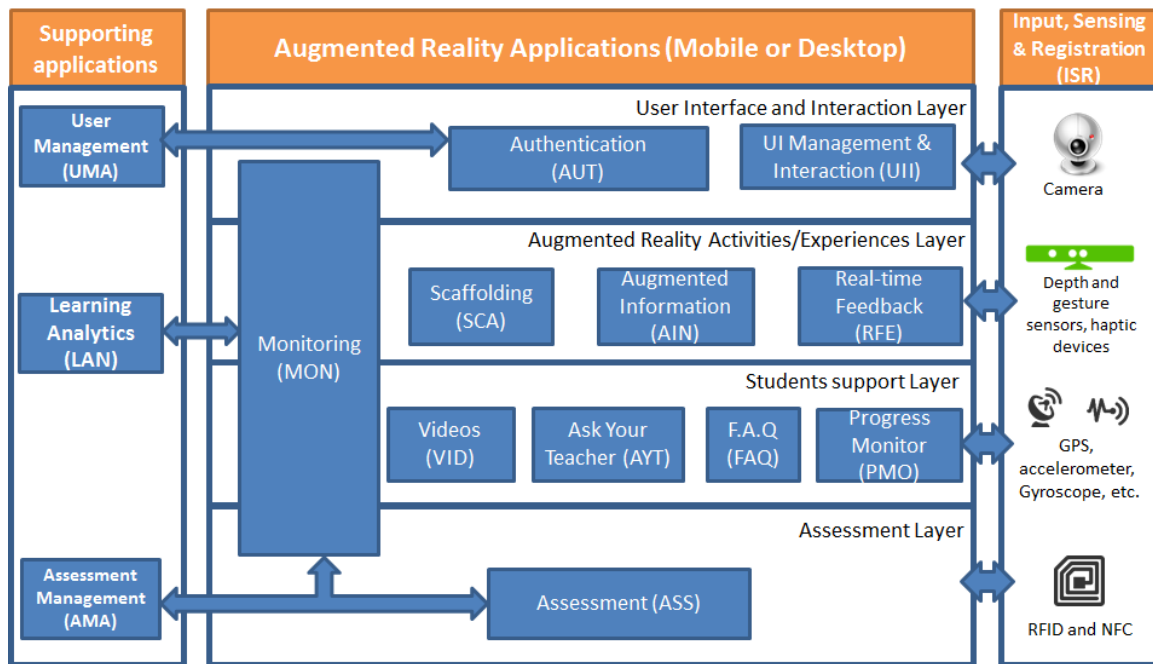 Supporting
applications
Augmented Reality Applications (Mobile or Desktop)
Input, Sensing
& Registration
(ISR)
User
Management
(UMA)
Learning
Analytics
(LAN)
Assessment
Management
(AMA)
User Interface and Interaction Layer
Authentication
(AUT)
UI Management &
Interaction (UII)
Monitoring
(MON)
Augmented Reality Activities/Experiences Layer
Scaffolding
(SCA)
Augmented
Information
(AIN)
Real-time
Feedback
(RFE)
Students support Layer
Videos
(VID)
Ask Your
Teacher (AYT)
F.A.Q
(FAQ)
Progress
Monitor
(PMO)
Assessment Layer
Assessment (ASS)
Camera
Depth and
gesture
sensors, haptic
devices
GPS,
accelerometer,
Gyroscope, etc.
RFID and NFC